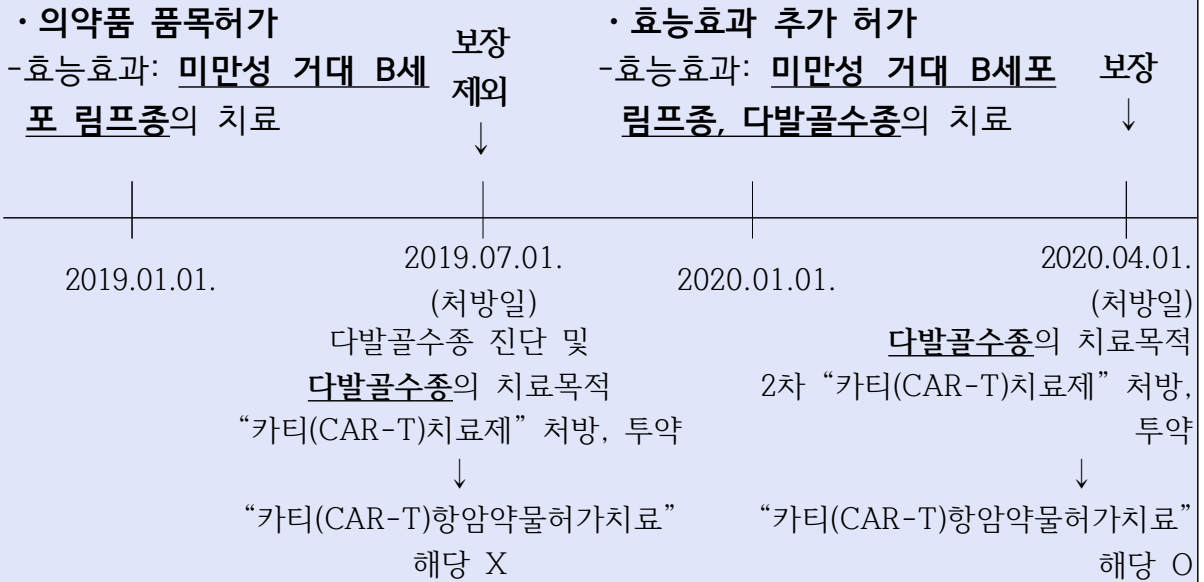 · 의약품 품목허가
-효능효과: 미만성 거대 B세
포 림프종의 치료
보장
제외
↓
· 효능효과 추가 허가
-효능효과: 미만성 거대 B세포
림프종, 다발골수종의 치료
보장
↓
2019.01.01.
2019.07.01.
(처방일)
다발골수종 진단 및
다발골수종의 치료목적
“카티(CAR-T)치료제” 처방, 투약
↓
“카티(CAR-T)항암약물허가치료”
해당 X
2020.01.01.
2020.04.01.
(처방일)
다발골수종의 치료목적
2차 “카티(CAR-T)치료제” 처방,
투약
↓
“카티(CAR-T)항암약물허가치료”
해당 O